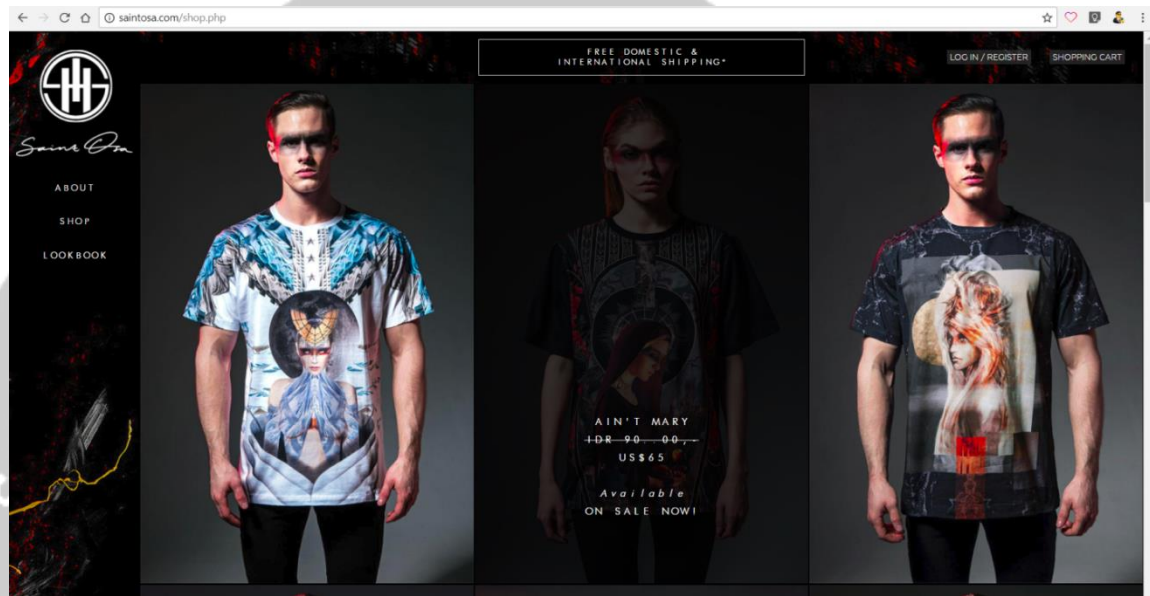 saintosa.com/shop.php
FREE DOMESTIC &
INTERNATIONAL SHIPPING*
LOG IN / REGISTER
SHOPPING CART
Saint Osa
ABOUT
SHOP
LOOKBOOK
AIN'T MARY
IDR
US$65
Available
ON SALE NOW!